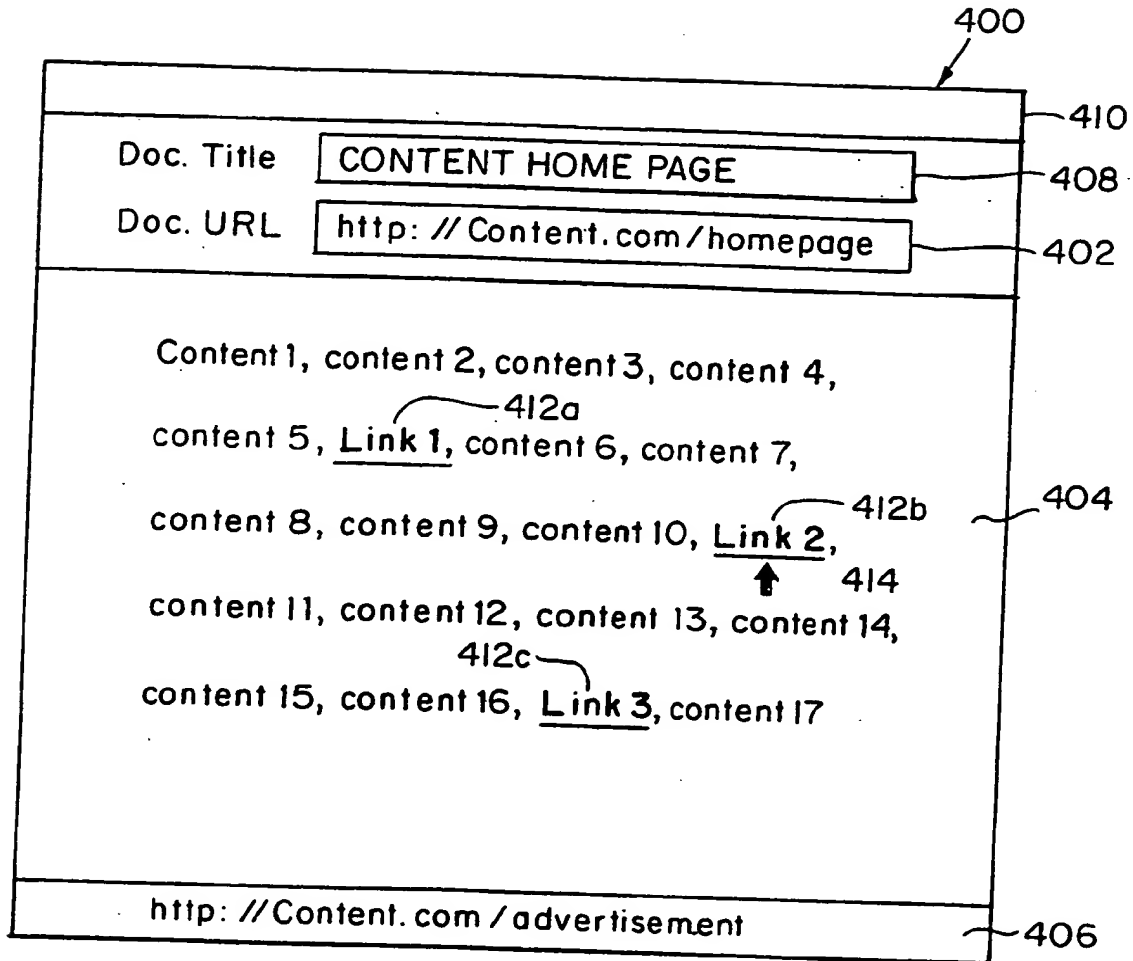 400
410
Doc. Title CONTENT HOME PAGE 408
Doc. URL http: //Content.com/homepage 402
Content 1, content 2, content 3, content 4,
412a
content 5, Link 1, content 6, content 7,
412b
404
content 8, content 9, content 10, Link 2,
414
content 11, content 12, content 13, content 14,
412c
content 15, content 16, Link 3, content 17
http: //Content.com/advertisement 406